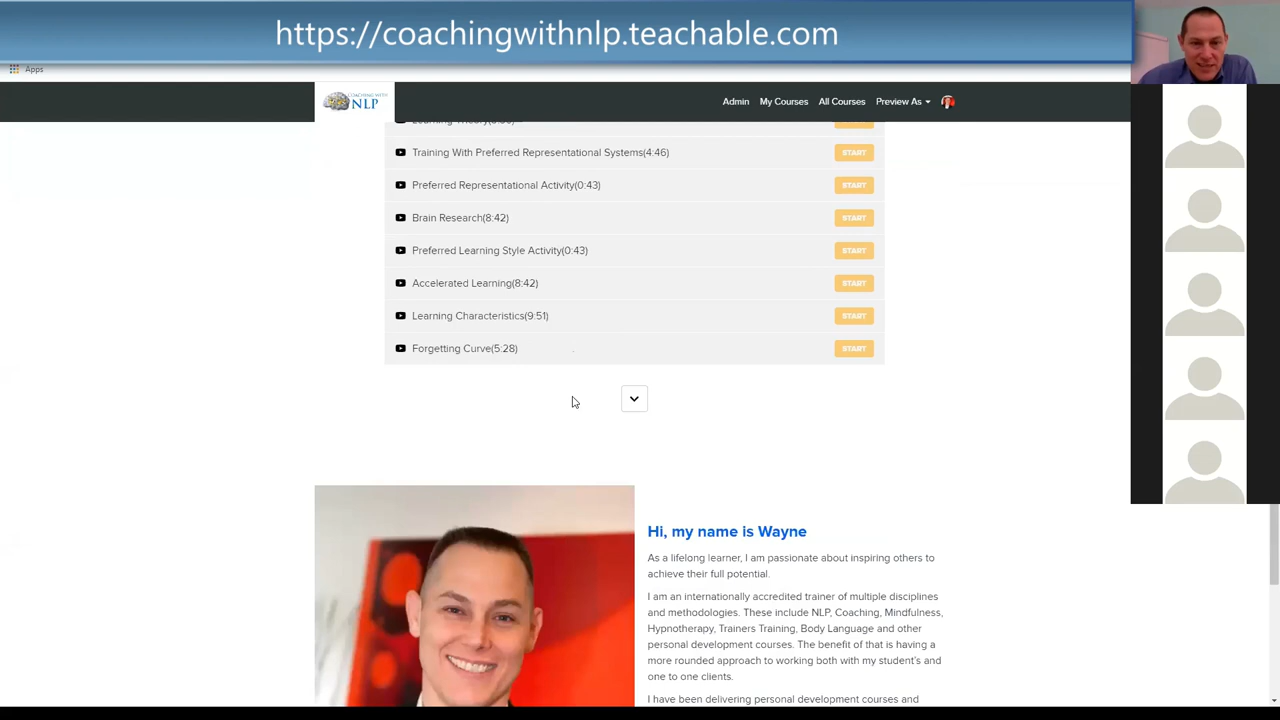 https://coachingwithnlp.teachable.com
Apps
COACHING WITH
NLP
Admin
My Courses
All Courses
Preview As
Training With Preferred Representational Systems(4:46)
START
Preferred Representational Activity(0:43)
START
Brain Research(8:42)
START
Preferred Learning Style Activity(0:43)
START
Accelerated Learning(8:42)
START
Learning Characteristics(9:51)
START
Forgetting Curve(5:28)
START
Hi, my name is Wayne
As a lifelong learner, I am passionate about inspiring others to
achieve their full potential.
I am an internationally accredited trainer of multiple disciplines
and methodologies. These include NLP, Coaching, Mindfulness,
Hypnotherapy, Trainers Training, Body Language and other
personal development courses. The benefit of that is having a
more rounded approach to working both with my student's and
one to one clients.
I have been delivering personal development courses and